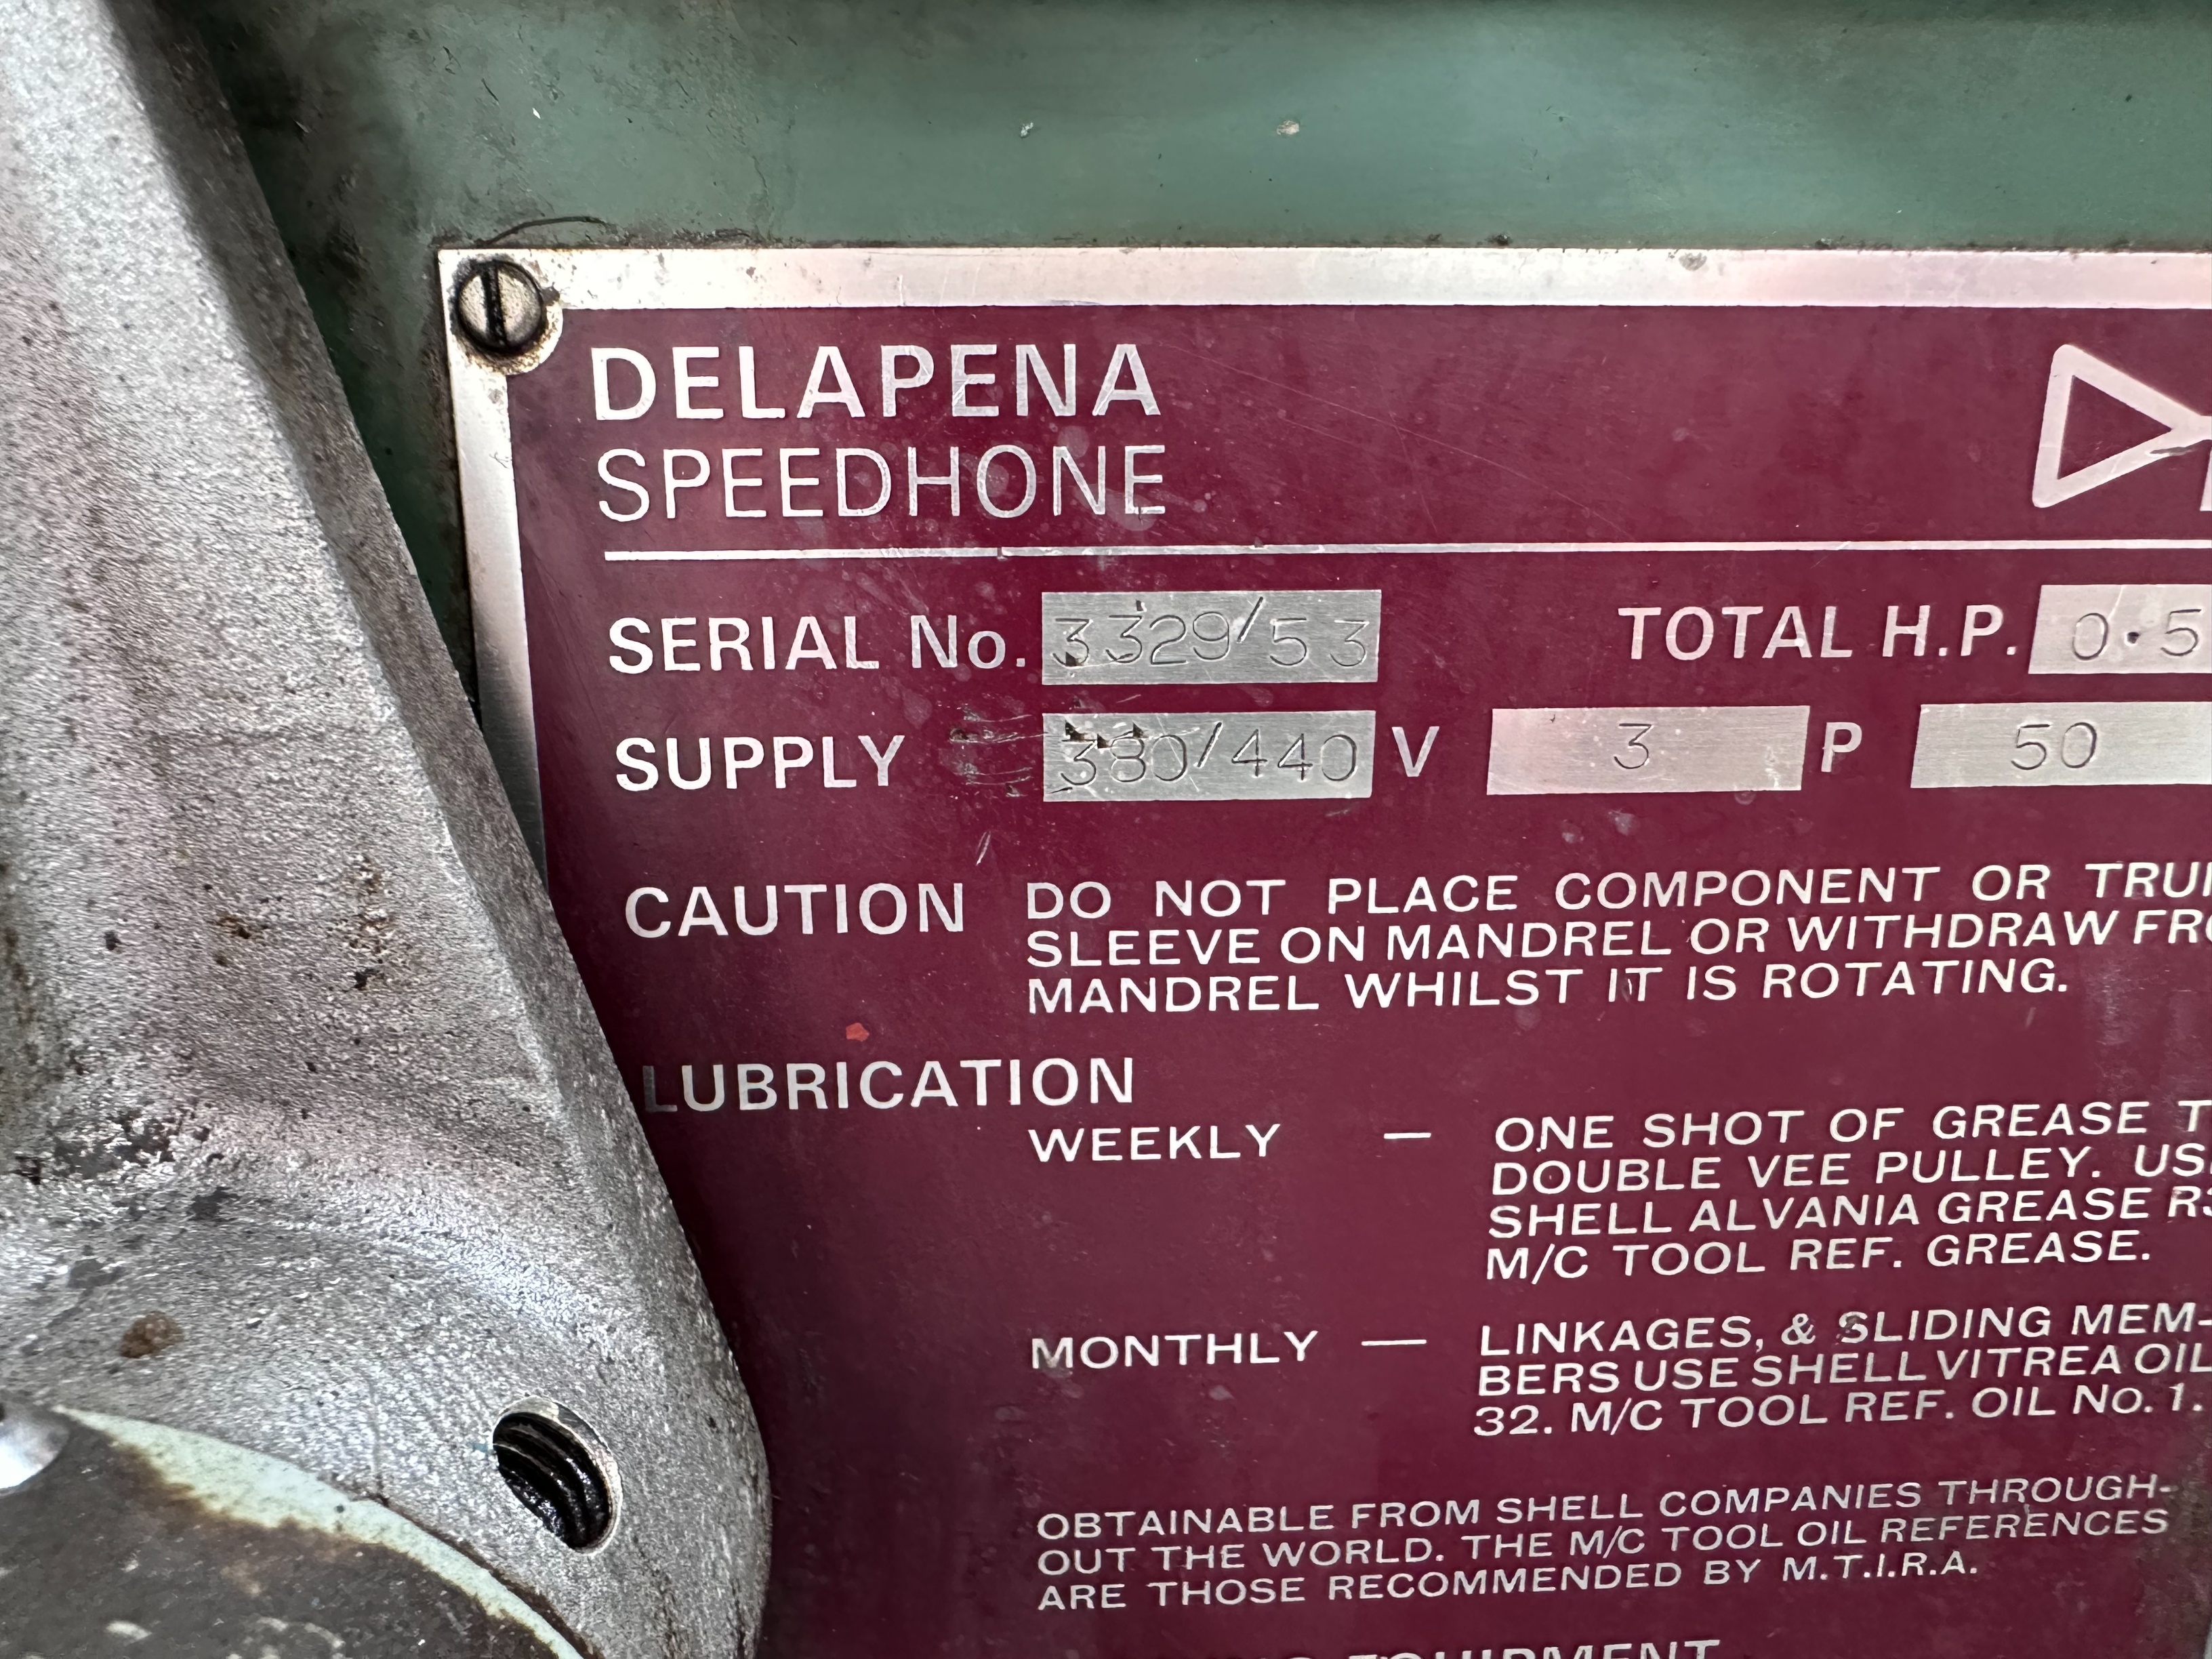 DELAPENA
SPEEDHONE
SERIAL No. 3329/53 TOTAL H.P. 0.5
SUPPLY 380/440 V 3 P 50
CAUTION DO NOT PLACE COMPONENT OR
SLEEVE ON MANDREL OR WITHDRAW
MANDREL WHILST IT IS ROTATING.
LUBRICATION
WEEKLY — ONE SHOT OF GREASE
DOUBLE VEE PULLEY.
SHELL ALVANIA GREASE
M/C TOOL REF. GREASE.
MONTHLY — LINKAGES, & SLIDING MEM-
BERS USE SHELL VITREA OIL
32. M/C TOOL REF. OIL No. 1.
OBTAINABLE FROM SHELL COMPANIES THROUGH-
OUT THE WORLD. THE M/C TOOL OIL REFERENCES
ARE THOSE RECOMMENDED BY M.T.I.R.A.
EQUIPMENT